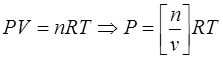 PV = nRT ⇒ P = [n/v] RT